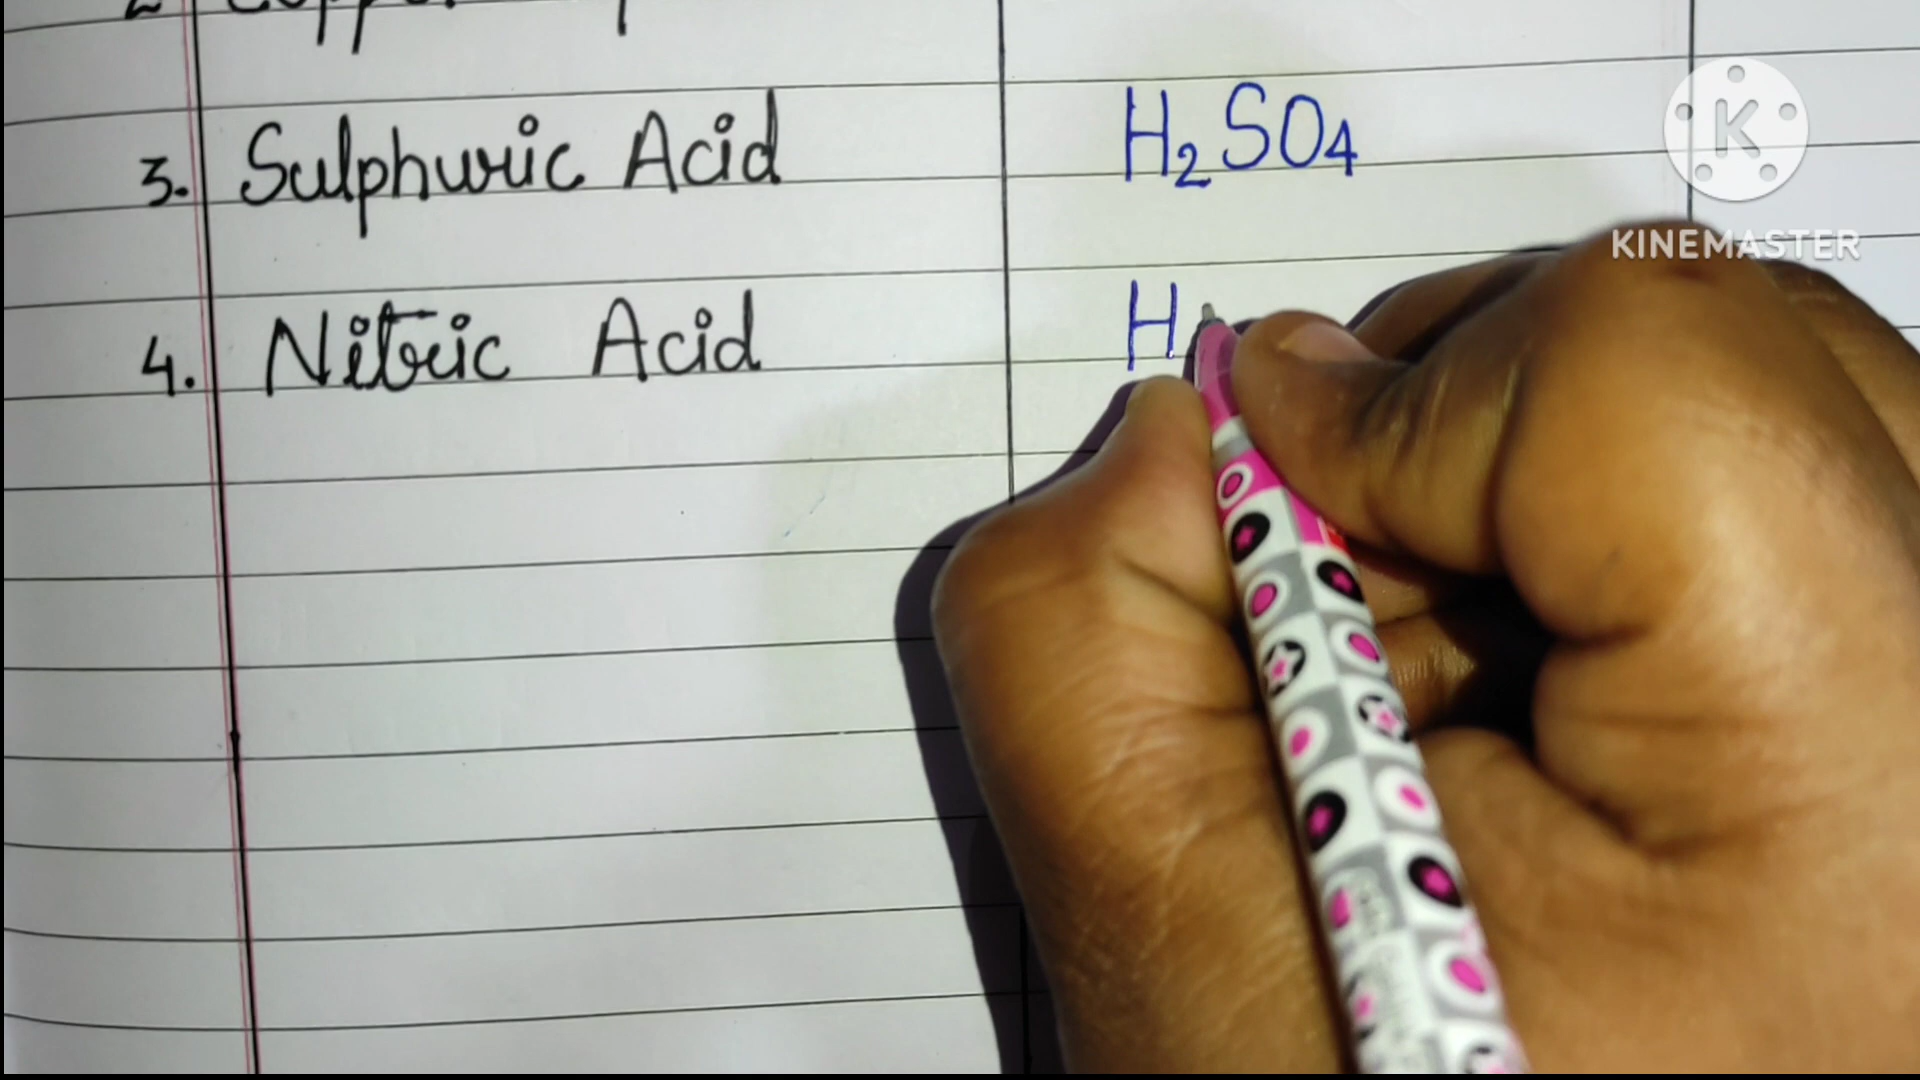 3. Sulphuric Acid H₂SO₄
K
KINEMASTER
4. Nitric Acid H